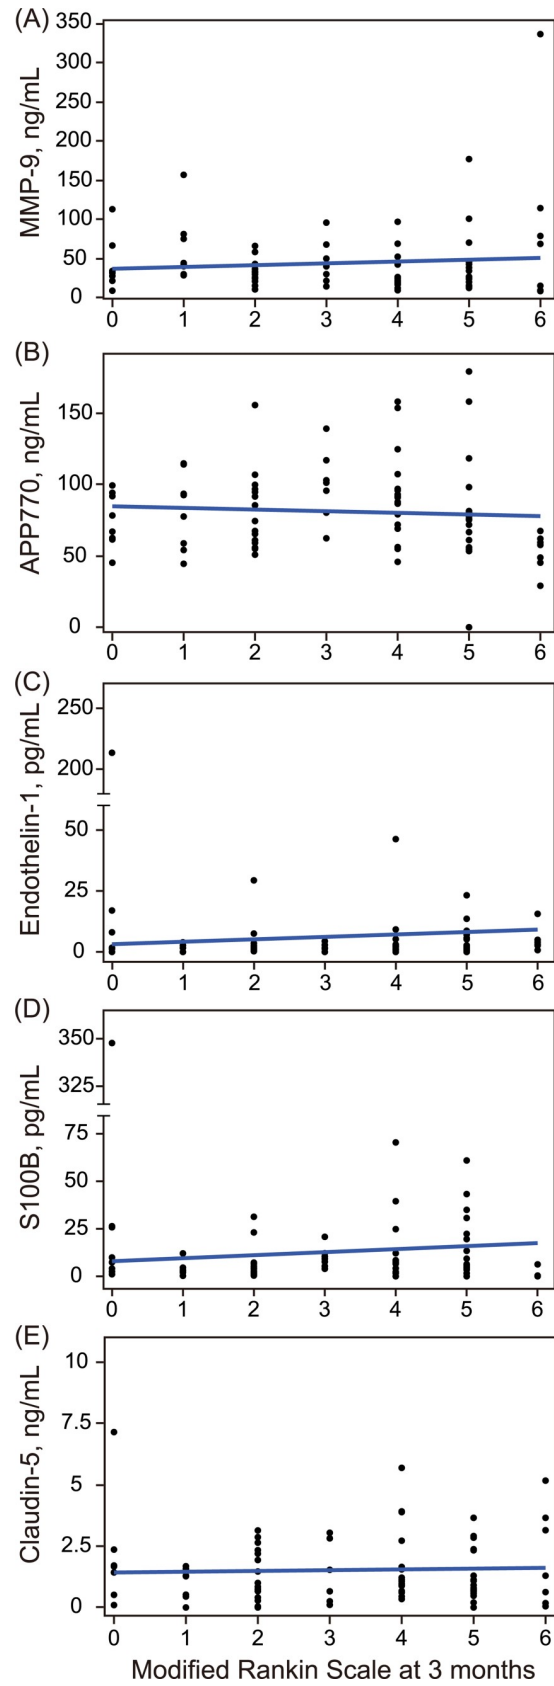 (A)
MMP-9, ng/mL
350
300
250
200
150
100
50
0
0 1 2 3 4 5 6
(B)
APP770, ng/mL
150
100
50
0
0 1 2 3 4 5 6
(C)
Endothelin-1, pg/mL
250
200
50
25
0
0 1 2 3 4 5 6
(D)
S100B, pg/mL
350
325
75
50
25
0
0 1 2 3 4 5 6
(E)
Claudin-5, ng/mL
10
7.5
5
2.5
0
0 1 2 3 4 5 6
Modified Rankin Scale at 3 months